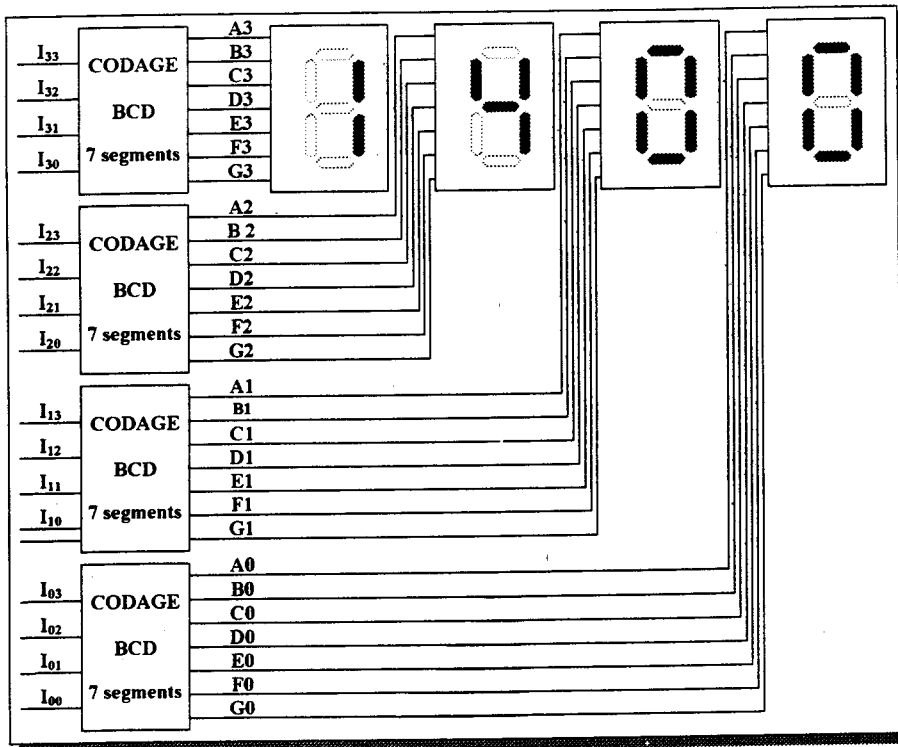 A3
B3
I33
CODAGE
C3
I32
D3
BCD
I31
E3
F3
I30
7 segments
G3
A2
B 2
I23
CODAGE
C2
I22
D2
BCD
I21
E2
F2
I20
7 segments
G2
A1
B1
I13
CODAGE
C1
I12
D1
BCD
I11
E1
F1
I10
7 segments
G1
A0
B0
I03
CODAGE
C0
I02
D0
BCD
I01
E0
F0
I00
7 segments
G0
1400